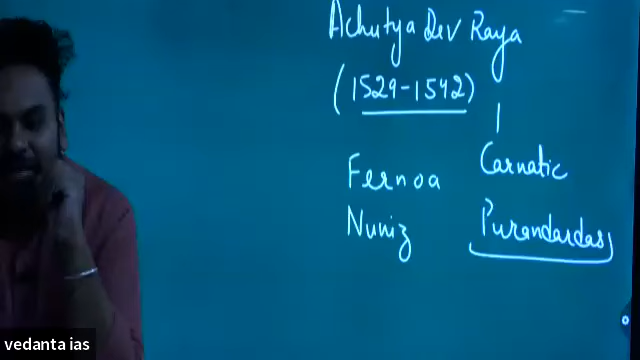 Achutya Dev Raya
(1529-1542)
Carnatic
Fernoa
Nuniz
Purandardas
vedanta ias